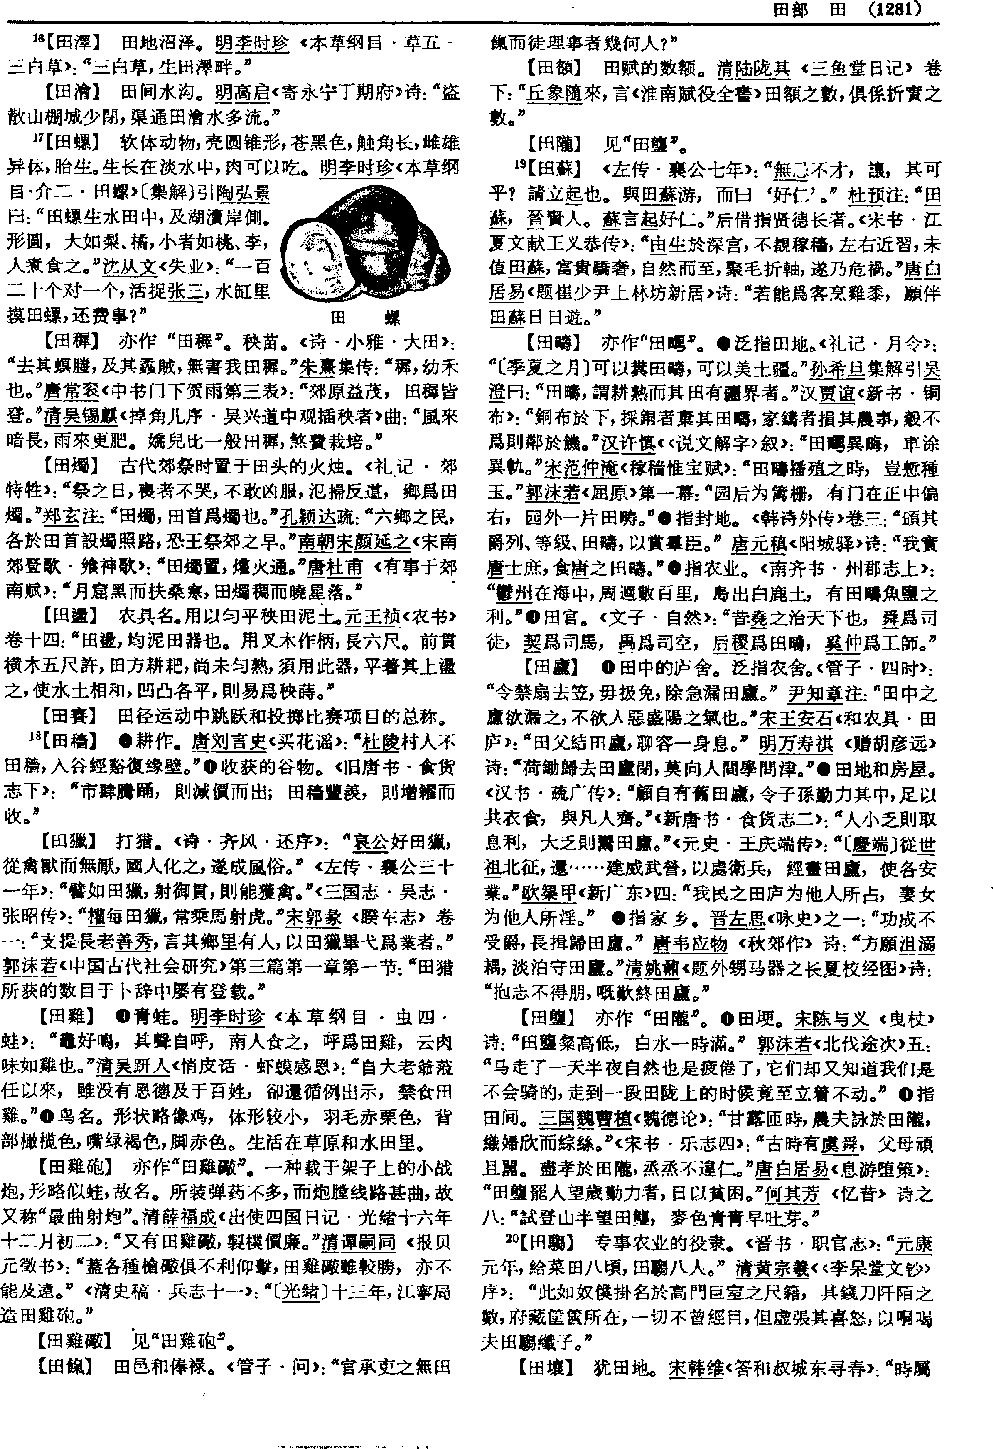 田部　田　(1281)
16【田澤】　田地沼泽。明李时珍《本草纲目·草五·
三白草》:“三白草,生田澤畔。”
【田澮】　田间水沟。明高启《寄永宁丁明府》诗:“盗
散山棚城少閉,渠通田澮水多流。”
17【田螺】　软体动物,壳圆锥形,苍黑色,触角长,雌雄
异体,胎生。生长在淡水中,肉可以吃。明李时珍《本草纲
目·介二·田螺》〔集解〕引陶弘景
曰:“田螺生水田中,及湖瀆岸側。
形圓,大如梨、橘,小者如桃、李,
人煮食之。”沈从文《失业》:“一百
二十个对一个,活捉张三,水缸里
摸田螺,还费事?”
田　螺
【田穉】　亦作“田稺”。秧苗。《诗·小雅·大田》:
“去其螟螣,及其蟊賊,無害我田穉。”朱熹集传:“穉,幼禾
也。”唐常衮《中书门下贺雨第三表》:“郊原益茂,田穉皆
登。”清吴锡麒《掉角儿序·吴兴道中观插秧者》曲:“風來
暗長,雨來更肥。嬌兒比一般田穉,煞費栽培。”
【田燭】　古代郊祭时置于田头的火烛。《礼记·郊
特牲》:“祭之日,喪者不哭,不敢凶服,汜掃反道,鄉爲田
燭。”郑玄注:“田燭,田首爲燭也。”孔颖达疏:“六鄉之民,
各於田首設燭照路,恐王祭郊之早。”南朝宋颜延之《宋南
郊登歌·飨神歌》:“田燭置,爟火通。”唐杜甫《有事于南郊
南赋》:“月窟黑而扶桑寒,田燭稠而曉星落。”
【田盪】　农具名。用以匀平秧田泥土。元王祯《农书》
卷十四:“田盪,均泥田器也。用叉木作柄,長六尺。前貫
横木五尺許,田方耕耙,尚未匀熟,須用此器,平着其上盪
之,使水土相和,凹凸各平,則易爲秧蒔。”
【田賽】　田径运动中跳跃和投掷比赛项目的总称。
18【田穡】　❶耕作。唐刘言史《买花谣》:“杜陵村人不
田穡,入谷經谿復緣壁。”❷收获的谷物。《旧唐书·食货
志下》:“市肆騰踊,則減價而出;田穡豐羡,則增糴而
收。”
【田獵】　打猎。《诗·齐风·还序》:“哀公好田獵,
從禽獸而無厭,國人化之,遂成風俗。”《左传·襄公三十
一年》:“譬如田獵,射御貫,則能獲禽。”《三国志·吴志·
张昭传》:“權每田獵,常乘馬射虎。”宋郭彖《睽车志》卷
一:“支提長老善秀,言其鄉里有人,以田獵畢弋爲業者。”
郭沫若《中国古代社会研究》第三篇第一章第一节:“田猎
所获的数目于卜辞中屡有登载。”
【田雞】　❶青蛙。明李时珍《本草纲目·虫四·
蛙》:“鼃好鳴,其聲自呼,南人食之,呼爲田雞,云肉
味如雞也。”清吴趼人《俏皮话·虾蟆感恩》:“自大老爺蒞
任以來,雖没有恩德及于百姓,卻還循例出示,禁食田
雞。”❷鸟名。形状略像鸡,体形较小,羽毛赤栗色,背
部橄榄色,嘴绿褐色,脚赤色。生活在草原和水田里。
【田雞砲】　亦作“田雞礮”。一种载于架子上的小战
炮,形略似蛙,故名。所装弹药不多,而炮膛线路甚曲,故
又称“最曲射炮”。清薛福成《出使四国日记·光绪十六年
十二月初二》:“又有田雞礮,製樸價廉。”清谭嗣同《报贝
元徵书》:“蓋各種槍礮俱不利仰擊,田雞礮雖較勝,亦不
能及遠。”《清史稿·兵志十一》:“〔光緒〕十三年,江寧局
造田雞砲。”
【田雞礮】　见“田雞砲”。
【田餼】　田邑和俸禄。《管子·问》:“官承吏之無田
餼而徒理事者幾何人?”
【田額】　田赋的数额。清陆陇其《三鱼堂日记》卷
下:“丘象隨來,言《淮南賦役全書》田額之數,俱係折實之
數。”
【田隴】　见“田壟”。
19【田蘇】　《左传·襄公七年》:“無忌不才,讓,其可
乎?請立起也。與田蘇游,而曰‘好仁’。”杜预注:“田
蘇,晉賢人。蘇言起好仁。”后借指贤德长者。《宋书·江
夏文献王义恭传》:“由生於深宫,不覩稼穡,左右近習,未
值田蘇,富貴驕奢,自然而至,聚毛折軸,遂乃危禍。”唐白
居易《题崔少尹上林坊新居》诗:“若能爲客烹雞黍,願伴
田蘇日日遊。”
【田疇】　亦作“田疁”。❶泛指田地。《礼记·月令》:
“〔季夏之月〕可以糞田疇,可以美土疆。”孙希旦集解引吴
澄曰:“田疇,謂耕熟而其田有疆界者。”汉贾谊《新书·铜
布》:“銅布於下,採銅者棄其田疇,家鑄者損其農事,穀不
爲則鄰於饑。”汉许慎《〈说文解字〉叙》:“田疇異畮,車涂
異軌。”宋范仲淹《稼穑惟宝赋》:“田疇播殖之時,豈慙種
玉。”郭沫若《屈原》第一幕:“园后为篱栅,有门在正中偏
右,园外一片田畴。”❷指封地。《韩诗外传》卷三:“頒其
爵列、等级、田疇,以賞羣臣。”唐元稹《阳城驿》诗:“我實
唐士庶,食唐之田疇。”❸指农业。《南齐书·州郡志上》:
“鬱州在海中,周迴數百里,島出白鹿土,有田疇魚鹽之
利。”❹田官。《文子·自然》:“昔堯之治天下也,舜爲司
徒,契爲司馬,禹爲司空,后稷爲田疇,奚仲爲工師。”
【田廬】　❶田中的庐舍。泛指农舍。《管子·四时》:
“令禁扇去笠,毋扱免,除急漏田廬。”尹知章注:“田中之
廬欲漏之,不欲人惡盛陽之氣也。”宋王安石《和农具·田
庐》:“田父結田廬,聊容一身息。”明万寿祺《赠胡彦远》
诗:“荷鋤歸去田廬閉,莫向人間學問津。”❷田地和房屋。
《汉书·疏广传》:“顧自有舊田廬,令子孫勤力其中,足以
共衣食,與凡人齊。”《新唐书·食货志二》:“人小乏則取
息利,大乏則鬻田廬。”《元史·王庆端传》:“〔慶端〕從世
祖北征,還……建威武營,以處衛兵,經畫田廬,使各安
業。”欧榘甲《新广东》四:“我民之田庐为他人所占,妻女
为他人所淫。”❸指家乡。晋左思《咏史》之一:“功成不
受爵,長揖歸田廬。”唐韦应物《秋郊作》诗:“方願沮溺
耦,淡泊守田廬。”清姚鼐《题外甥马器之长夏校经图》诗:
“抱志不得朋,嘅歎終田廬。”
【田壟】　亦作“田隴”。❶田埂。宋陈与义《曳杖》
诗:“田壟粲高低,白水一時滿。”郭沫若《北伐途次》五:
“马走了一天半夜自然也是疲倦了,它们却又知道我们是
不会骑的,走到一段田陇上的时候竟至立着不动。”❷指
田间。三国魏曹植《魏德论》:“甘露匝時,農夫詠於田隴,
織婦欣而綜絲。”《宋书·乐志四》:“古時有虞舜,父母頑
且嚚。盡孝於田隴,烝烝不違仁。”唐白居易《息游堕策》:
“田壟罷人望歲勤力者,日以貧困。”何其芳《忆昔》诗之
八:“試登山半望田壟,麥色青青早吐芽。”
20【田騶】　专事农业的役隶。《晋书·职官志》:“元康
元年,給菜田八頃,田騶八人。”清黄宗羲《〈李杲堂文钞〉
序》:“此如奴僕掛名於高門巨室之尺籍,其錢刀阡陌之
數,府藏筐篋所在,一切不曾經目,但虚張其喜怒,以喝喝
夫田騶纖子。”
【田壤】　犹田地。宋韩维《答和叔城东寻春》:“時屬